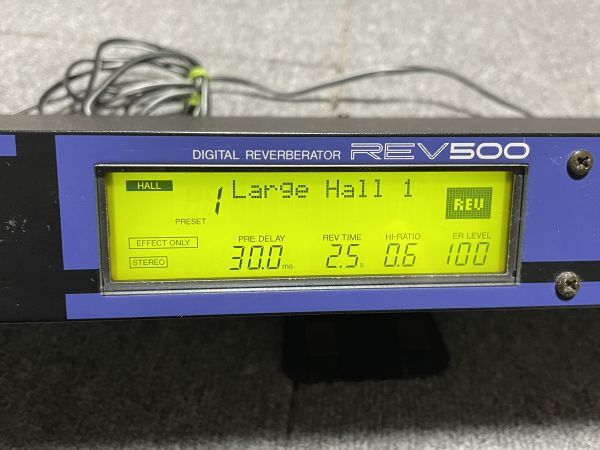 DIGITAL REVERBERATOR REV500
HALL 1 Large Hall 1 REV
PRESET
EFFECT ONLY PRE DELAY REV TIME HI-RATIO ER LEVEL
STEREO 30.0 ms 2.5 s 0.6 100